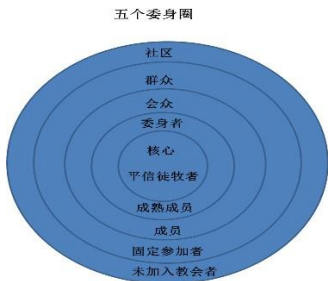 五个委身圈
社区
群众
会众
委身者
核心
平信徒牧者
成熟成员
成员
固定参加者
未加入教会者